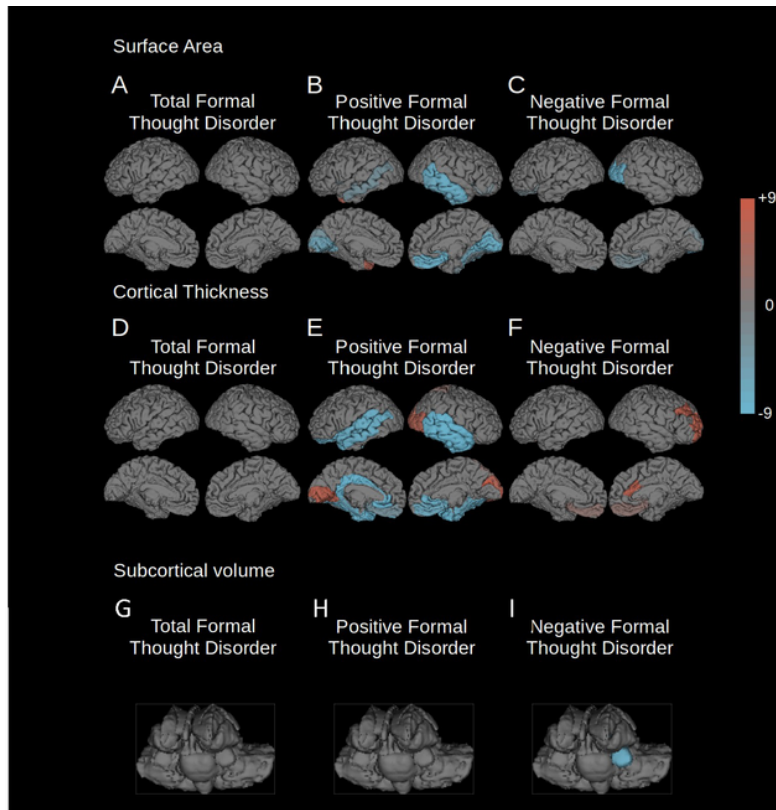 Surface Area
A
Total Formal
Thought Disorder
B
Positive Formal
Thought Disorder
C
Negative Formal
Thought Disorder
+9
0
-9
Cortical Thickness
D
Total Formal
Thought Disorder
E
Positive Formal
Thought Disorder
F
Negative Formal
Thought Disorder
Subcortical volume
G
Total Formal
Thought Disorder
H
Positive Formal
Thought Disorder
I
Negative Formal
Thought Disorder